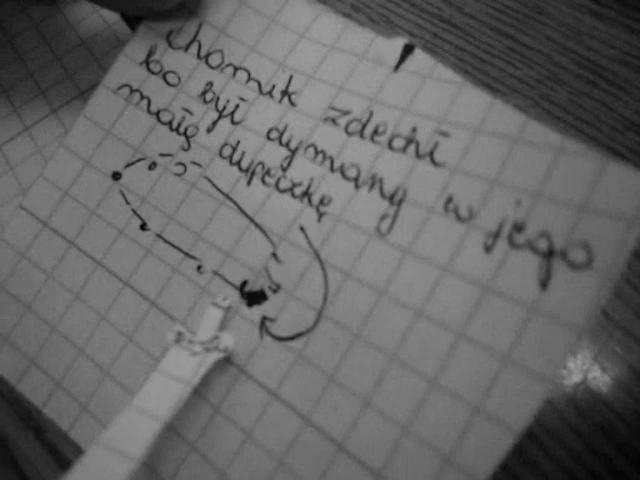 chomik zdechł
bo był dymany w jego
małą dupeczkę